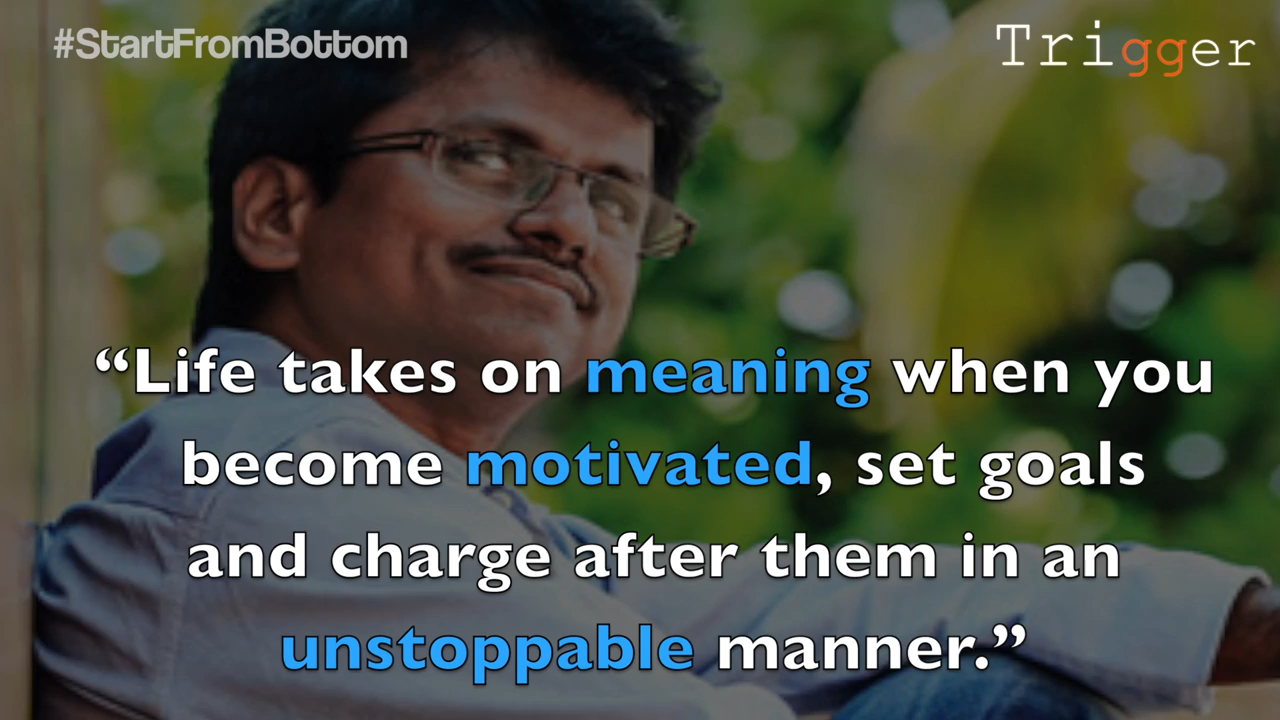 #StartFromBottom
Trigger
“Life takes on meaning when you
become motivated, set goals
and charge after them in an
unstoppable manner.”